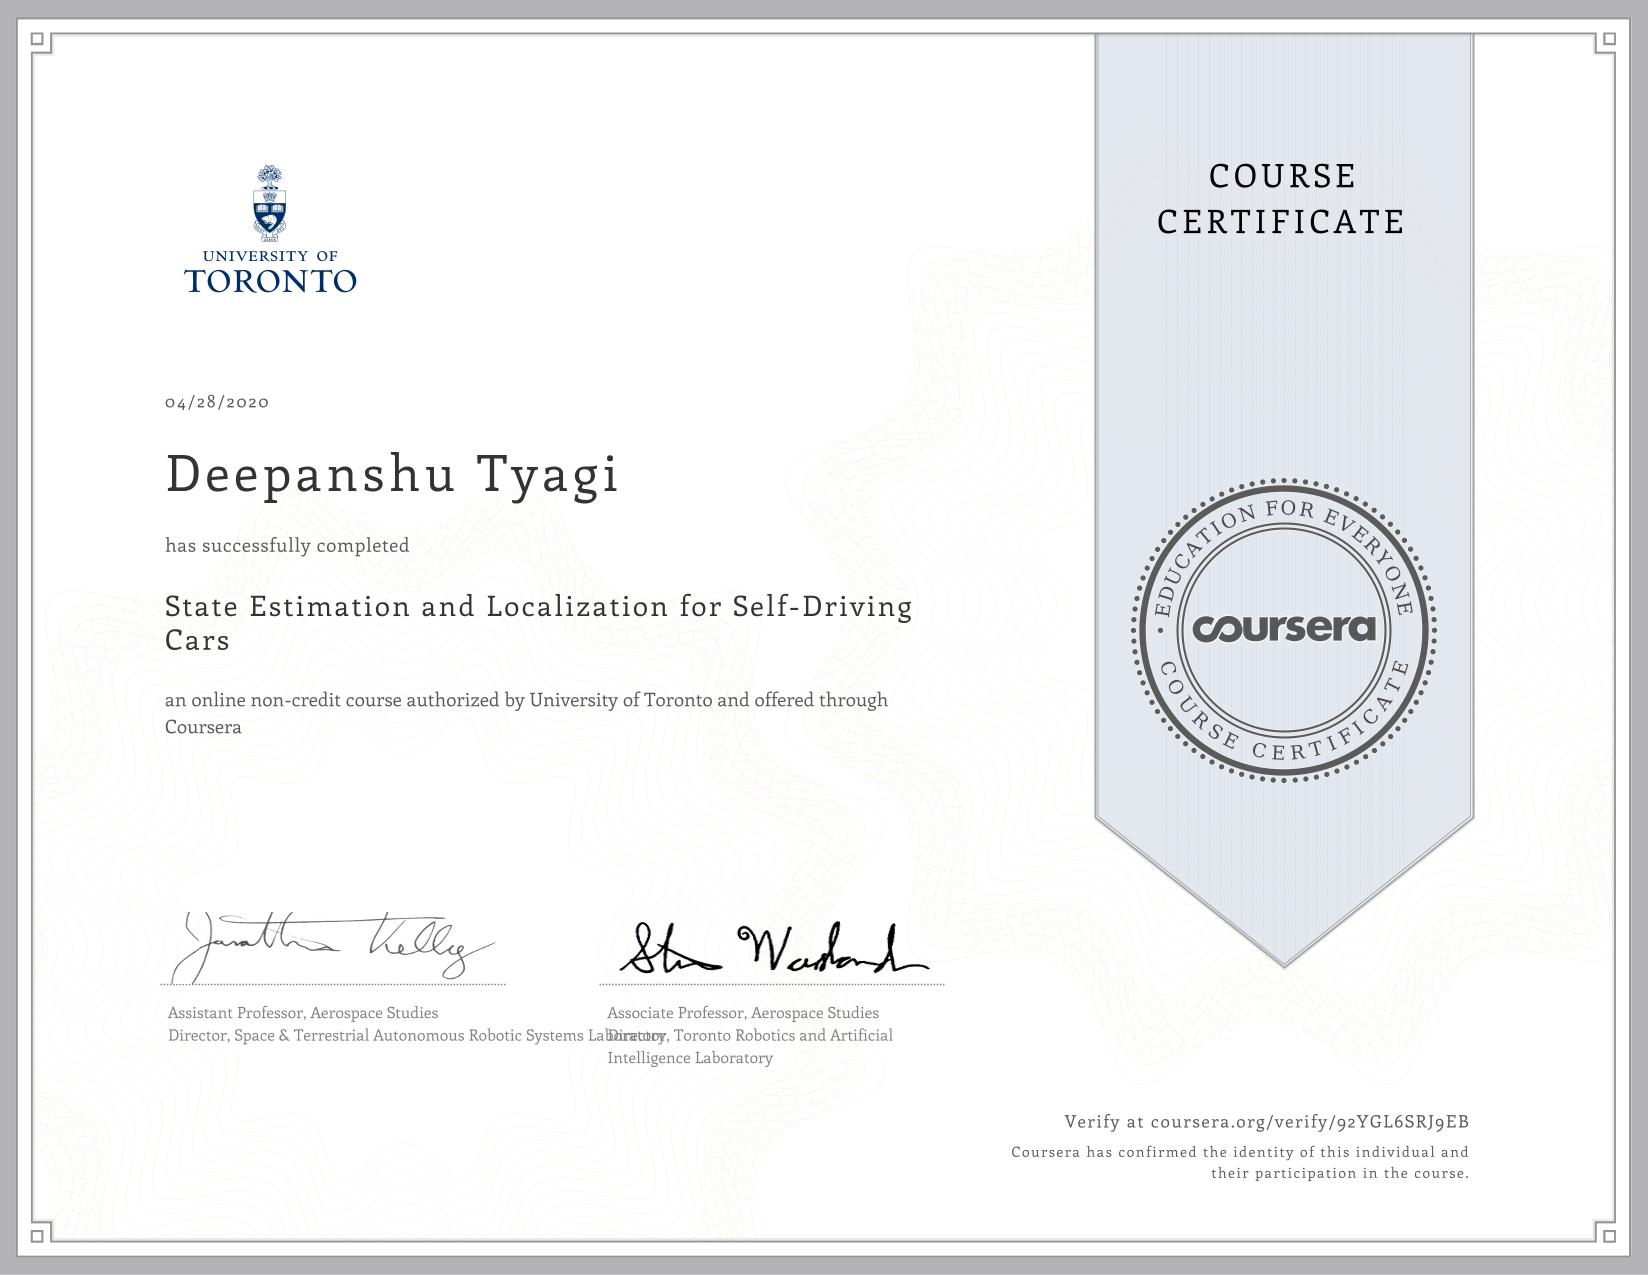 UNIVERSITY OF
TORONTO
COURSE
CERTIFICATE
04/28/2020
Deepanshu Tyagi
has successfully completed
State Estimation and Localization for Self-Driving
Cars
an online non-credit course authorized by University of Toronto and offered through
Coursera
EDUCATION FOR EVERYONE
coursera
COURSE CERTIFICATE
Assistant Professor, Aerospace Studies
Director, Space & Terrestrial Autonomous Robotic Systems Laboratory
Associate Professor, Aerospace Studies
Director, Toronto Robotics and Artificial
Intelligence Laboratory
Verify at coursera.org/verify/92YGL6SRJ9EB
Coursera has confirmed the identity of this individual and
their participation in the course.